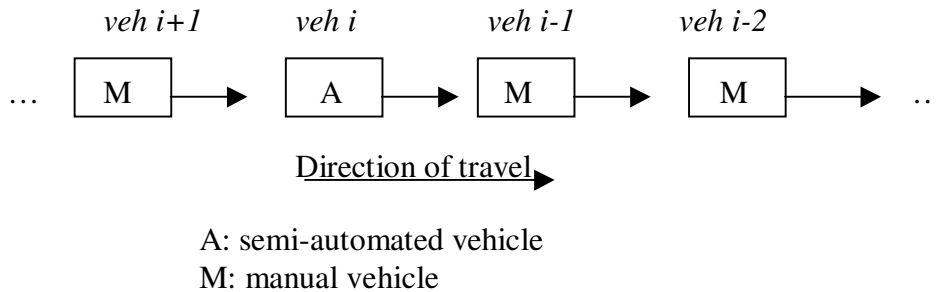 veh i+1 veh i veh i-1 veh i-2
... M A M M ..
Direction of travel
A: semi-automated vehicle
M: manual vehicle